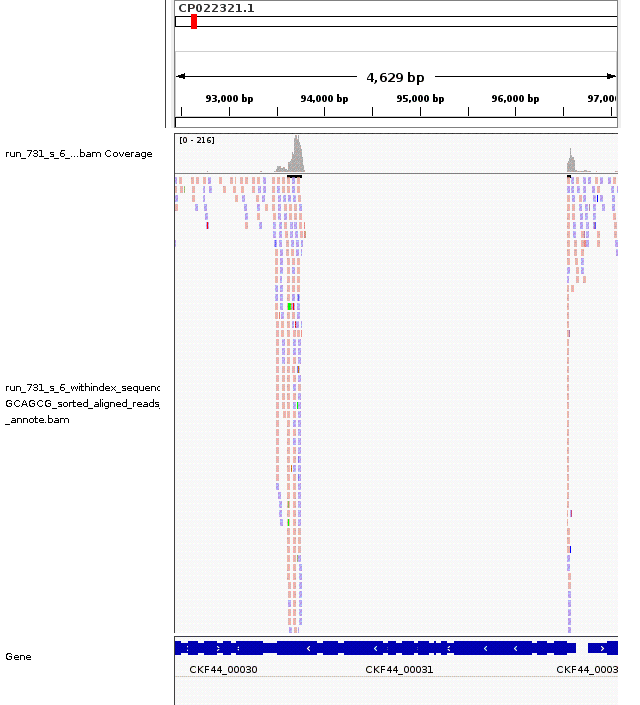 CP022321.1
4,629 bp
93,000 bp 94,000 bp 95,000 bp 96,000 bp 97,00
[0 - 216]
run_731_s_6_...bam Coverage
run_731_s_6_withindex_sequenc
GCAGCG_sorted_aligned_reads_
_annote.bam
Gene
CKF44_00030 CKF44_00031 CKF44_0003